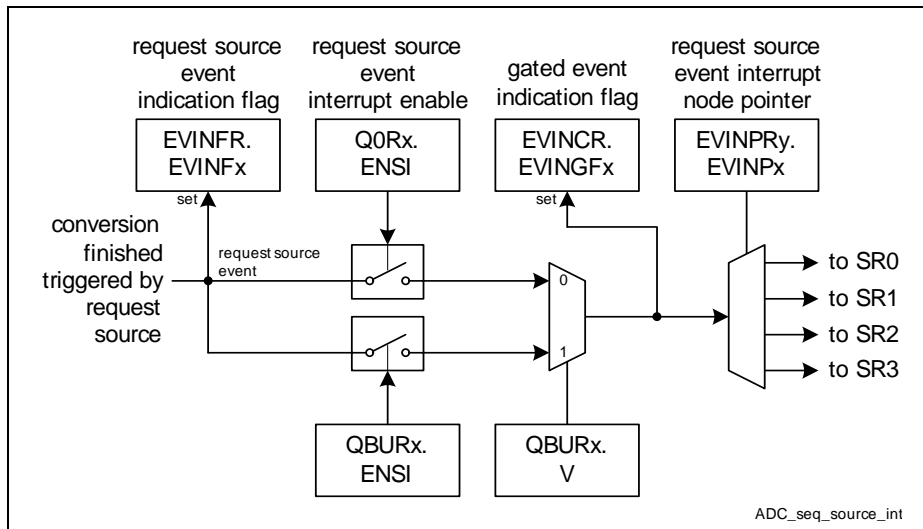 request source
event
indication flag
request source
event
interrupt enable
gated event
indication flag
request source
event interrupt
node pointer
EVINFR.
EVINFx
Q0Rx.
ENSI
EVINCR.
EVINGFx
EVINPRy.
EVINPx
set
set
conversion
finished
triggered by
request
source
request source
event
0
1
to SR0
to SR1
to SR2
to SR3
QBURx.
ENSI
QBURx.
V
ADC_seq_source_int